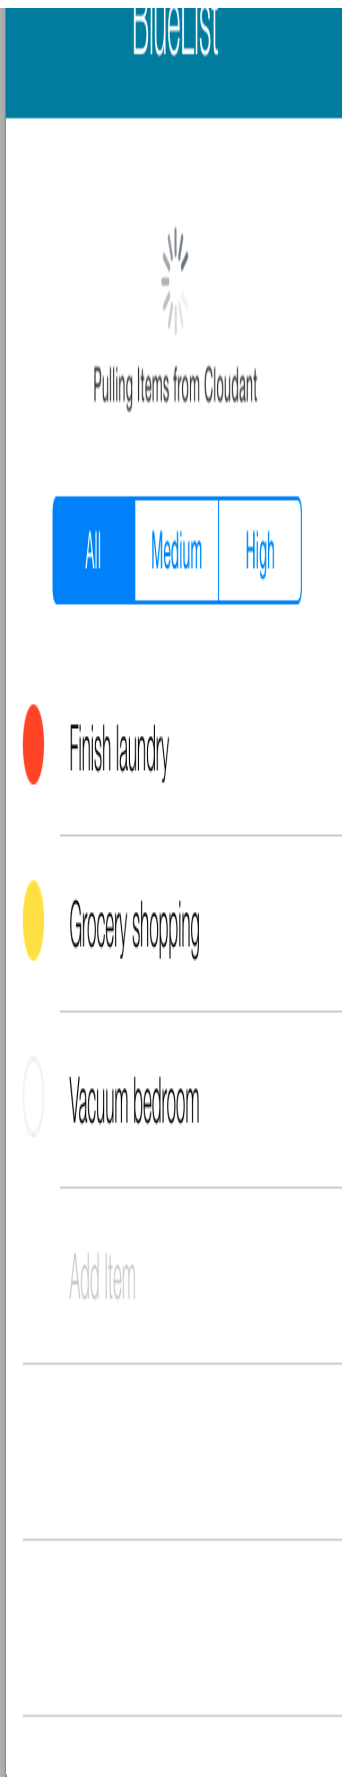 BlueList
Pulling Items from Cloudant
All Medium High
Finish laundry
Grocery shopping
Vacuum bedroom
Add Item